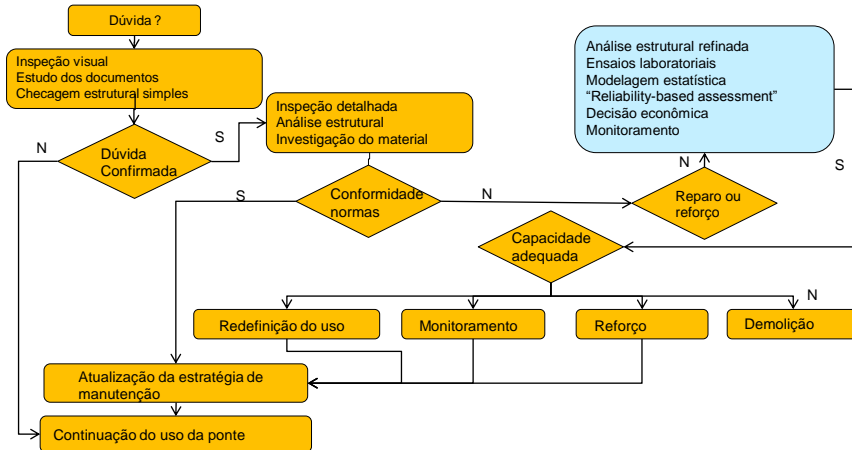 Dúvida ?
Inspeção visual
Estudo dos documentos
Checagem estrutural simples
N
Dúvida
Confirmada
S
Inspeção detalhada
Análise estrutural
Investigação do material
S
Conformidade
normas
N
Reparo ou
reforço
N
Análise estrutural refinada
Ensaios laboratoriais
Modelagem estatística
“Reliability-based assessment”
Decisão econômica
Monitoramento
S
Capacidade
adequada
N
Redefinição do uso
Monitoramento
Reforço
Demolição
Atualização da estratégia de
manutenção
Continuação do uso da ponte